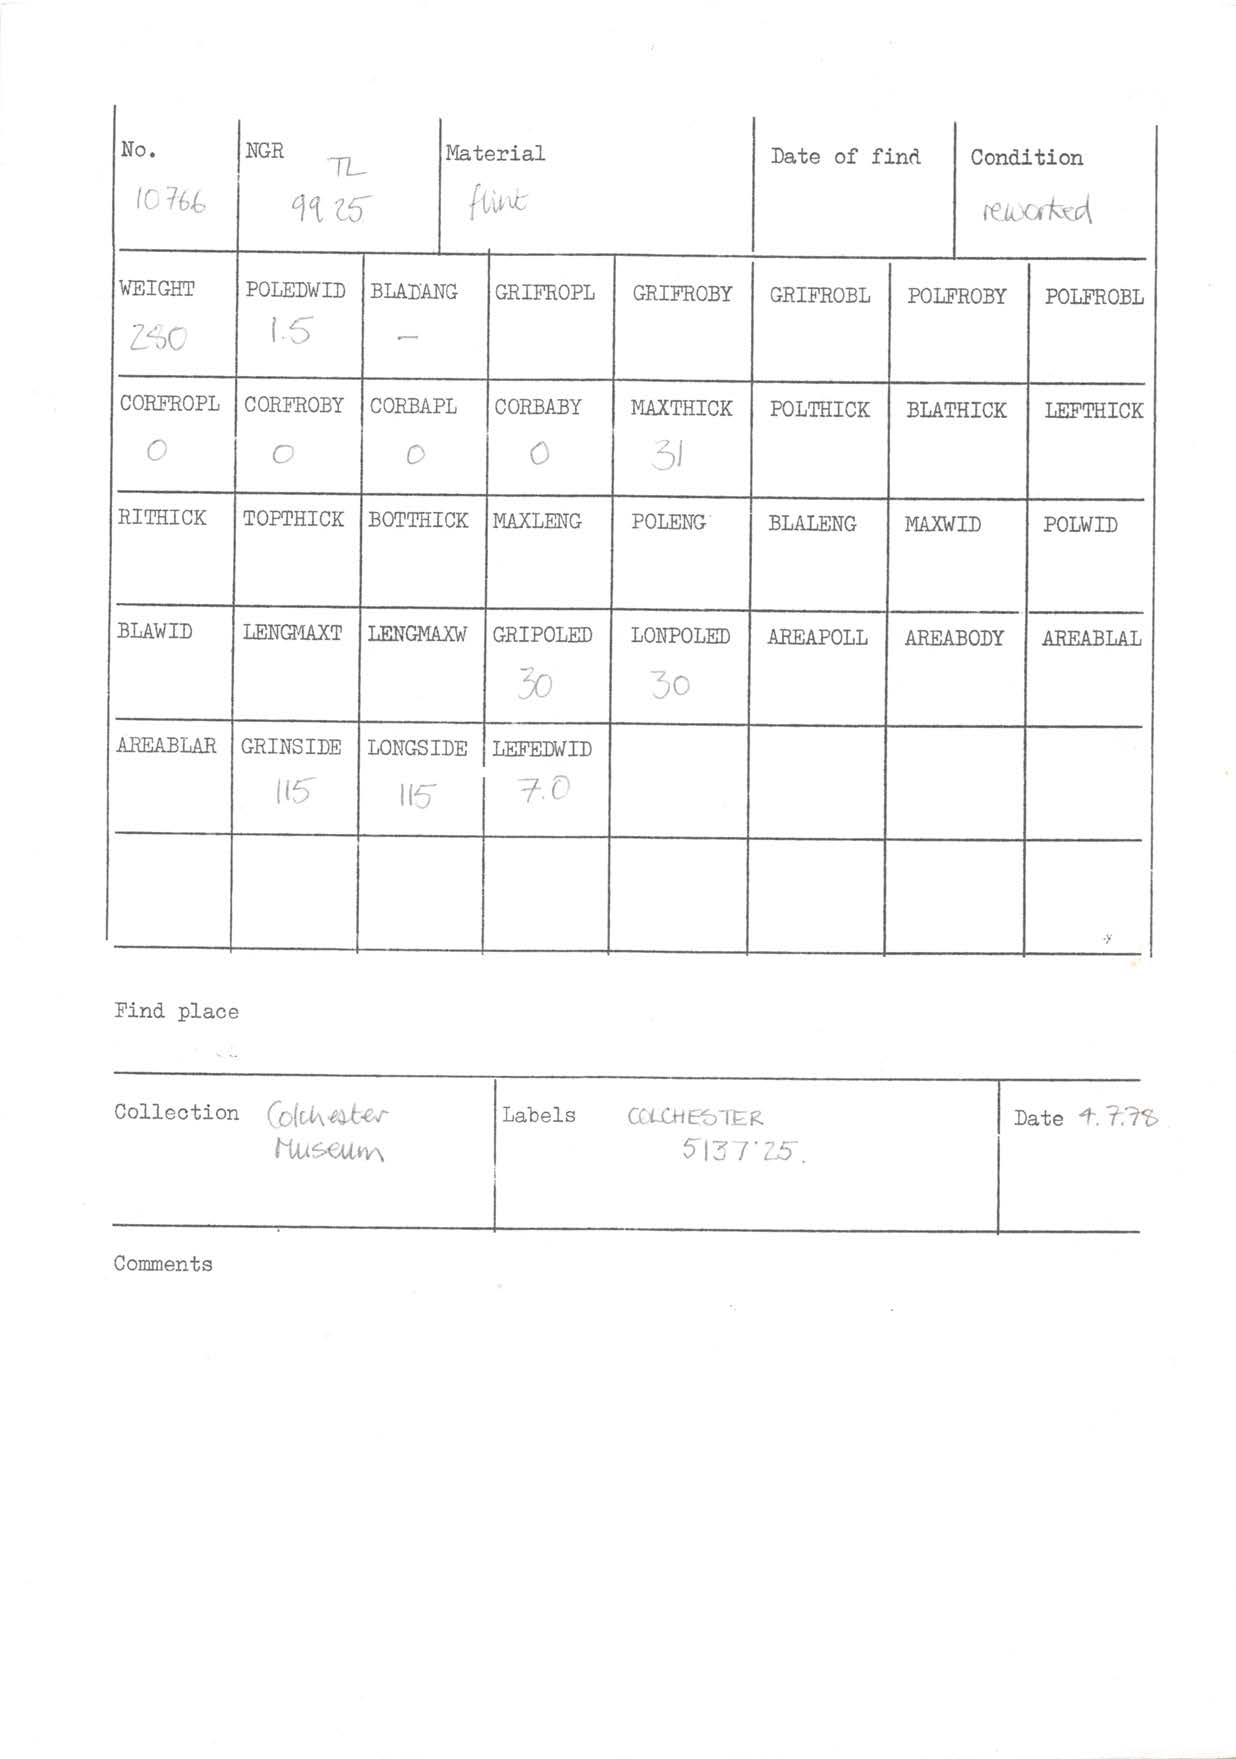 No. NGR Material Date of find Condition
TL
10766 9925 flint reworked
WEIGHT POLEDWID BLADANG GRIFROPL GRIFROBY GRIFROBL POLFROBY POLFROBL
1.5 –
CORFROPL CORFROBY CORBAPL CORBABY MAXTHICK POLTHICK BLATHICK LEFTHICK
0 0 0 0 31
RITHICK TOPTHICK BOTTHICK MAXLENG POLENG BLALENG MAXWID POLWID
BLAWID LENGMAXT LENGMAXW GRIPOLED LONPOLED AREAPOLL AREABODY AREABLAL
30 30
AREABLAR GRINSIDE LONGSIDE LEFEDWID
115 115 7.0
Find place
Collection Colchester Labels COLCHESTER Date 4.7.78
Museum 5137'25.
Comments